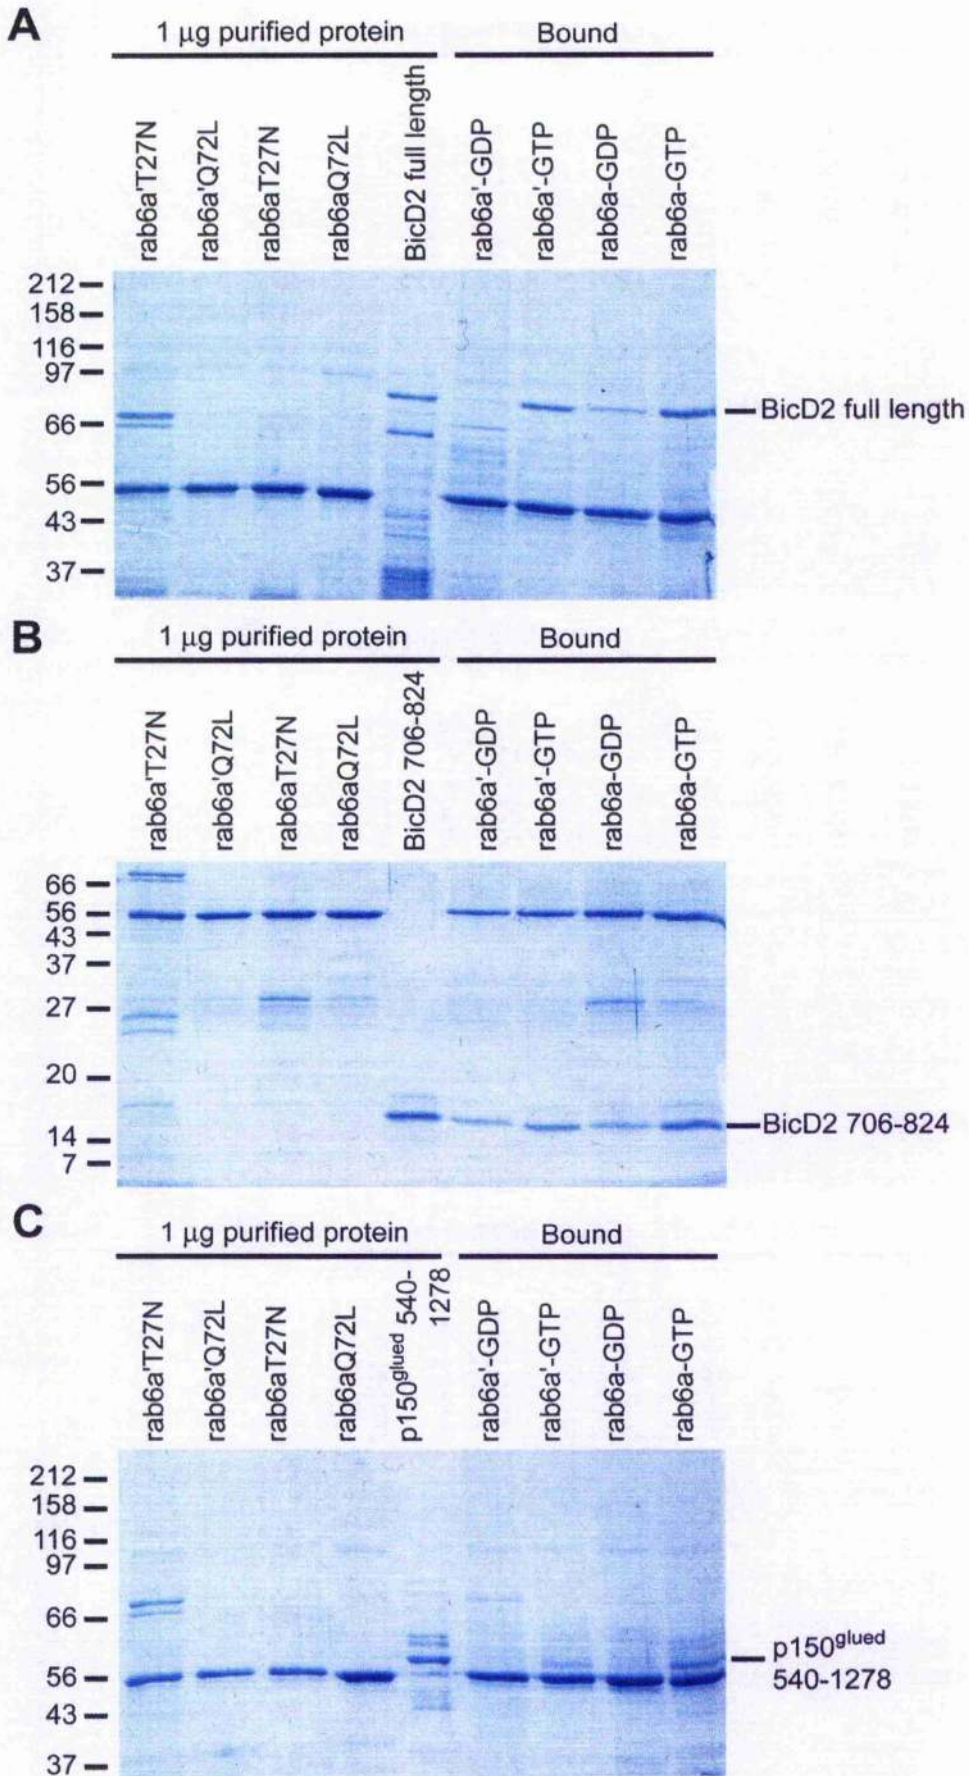 A
1 µg purified protein
Bound
rab6a'T27N
rab6a'Q72L
rab6aT27N
rab6aQ72L
BicD2 full length
rab6a'-GDP
rab6a'-GTP
rab6a-GDP
rab6a-GTP
212
158
116
97
66
56
43
37
BicD2 full length
B
1 µg purified protein
Bound
rab6a'T27N
rab6a'Q72L
rab6aT27N
rab6aQ72L
BicD2 706-824
rab6a'-GDP
rab6a'-GTP
rab6a-GDP
rab6a-GTP
66
56
43
37
27
20
14
7
BicD2 706-824
C
1 µg purified protein
Bound
rab6a'T27N
rab6a'Q72L
rab6aT27N
rab6aQ72L
p150glued 540-
1278
rab6a'-GDP
rab6a'-GTP
rab6a-GDP
rab6a-GTP
212
158
116
97
66
56
43
37
p150glued
540-1278